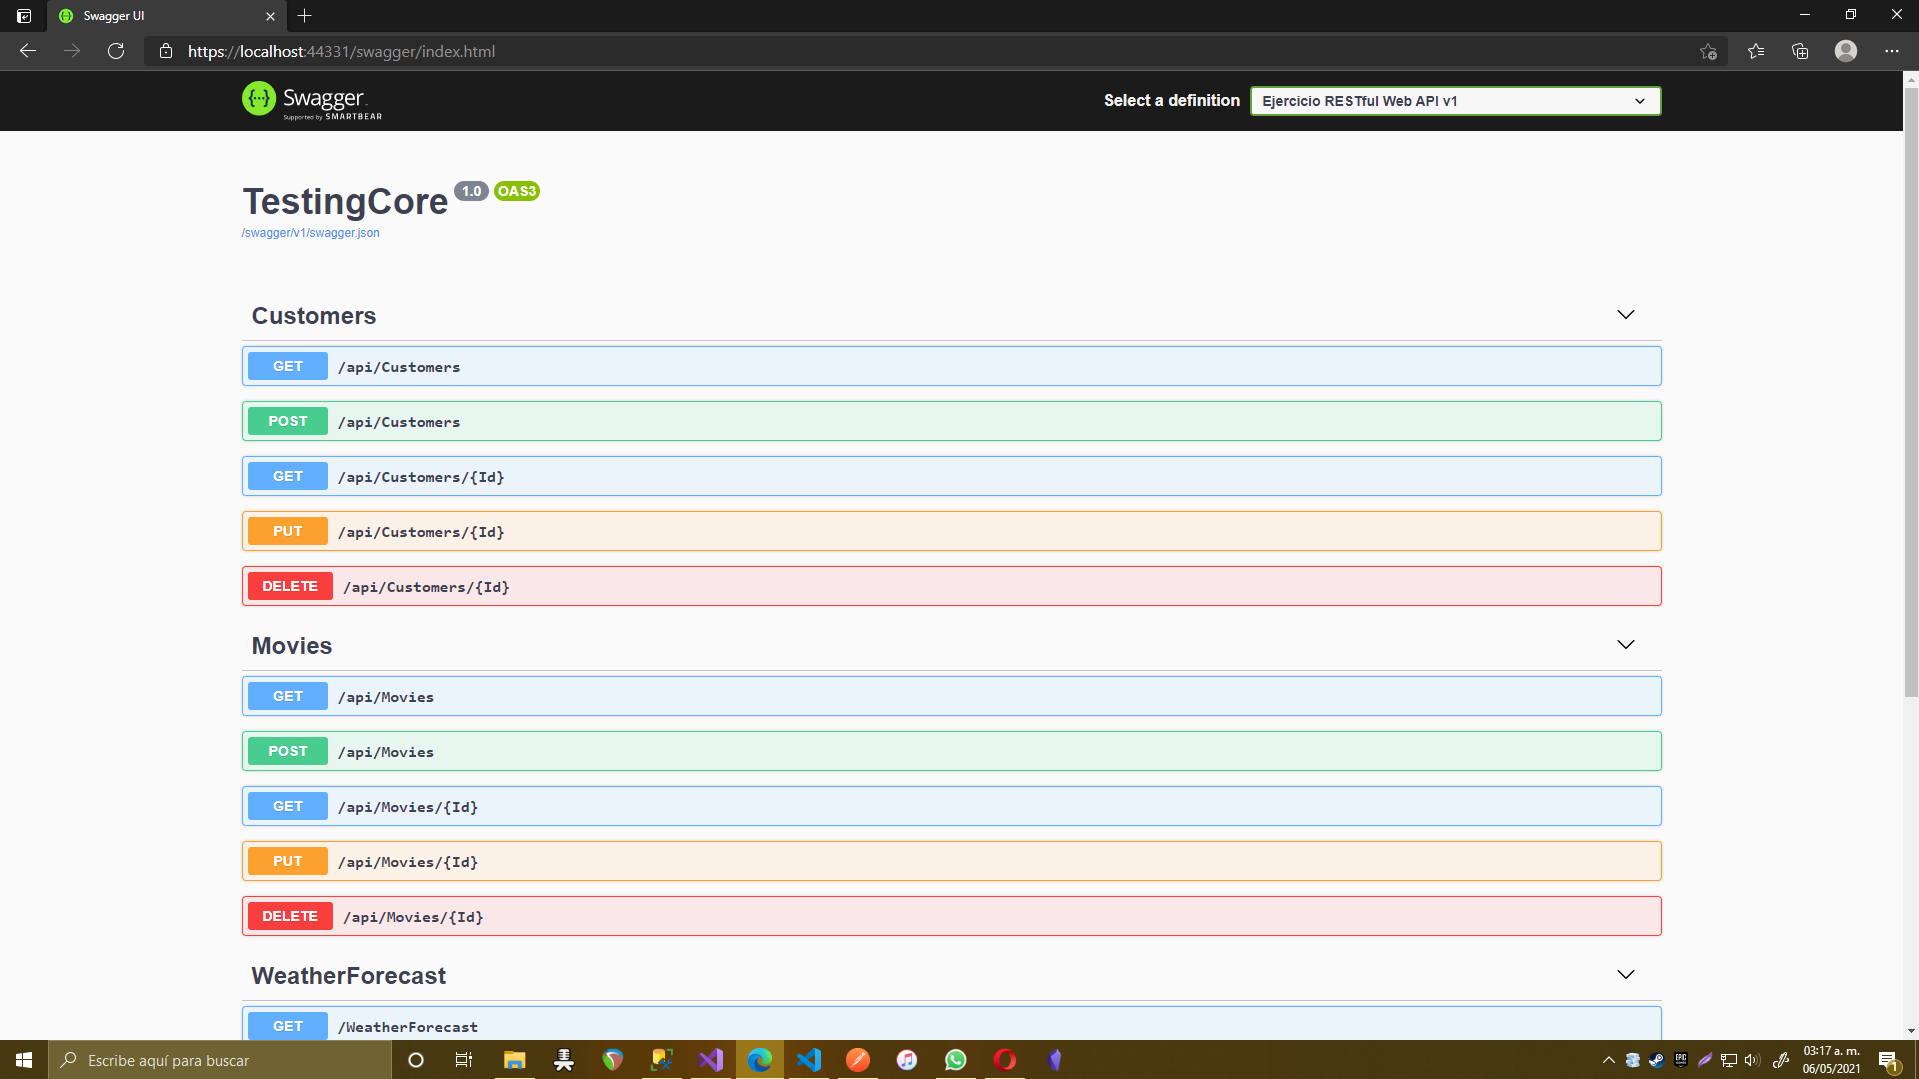 Swagger UI
https://localhost:44331/swagger/index.html
Swagger
Supported by SMARTBEAR
Select a definition
Ejercicio RESTful Web API v1
TestingCore 1.0 OAS3
/swagger/v1/swagger.json
Customers
GET /api/Customers
POST /api/Customers
GET /api/Customers/{Id}
PUT /api/Customers/{Id}
DELETE /api/Customers/{Id}
Movies
GET /api/Movies
POST /api/Movies
GET /api/Movies/{Id}
PUT /api/Movies/{Id}
DELETE /api/Movies/{Id}
WeatherForecast
GET /WeatherForecast
Escribe aquí para buscar
03:17 a. m.
06/05/2021
1